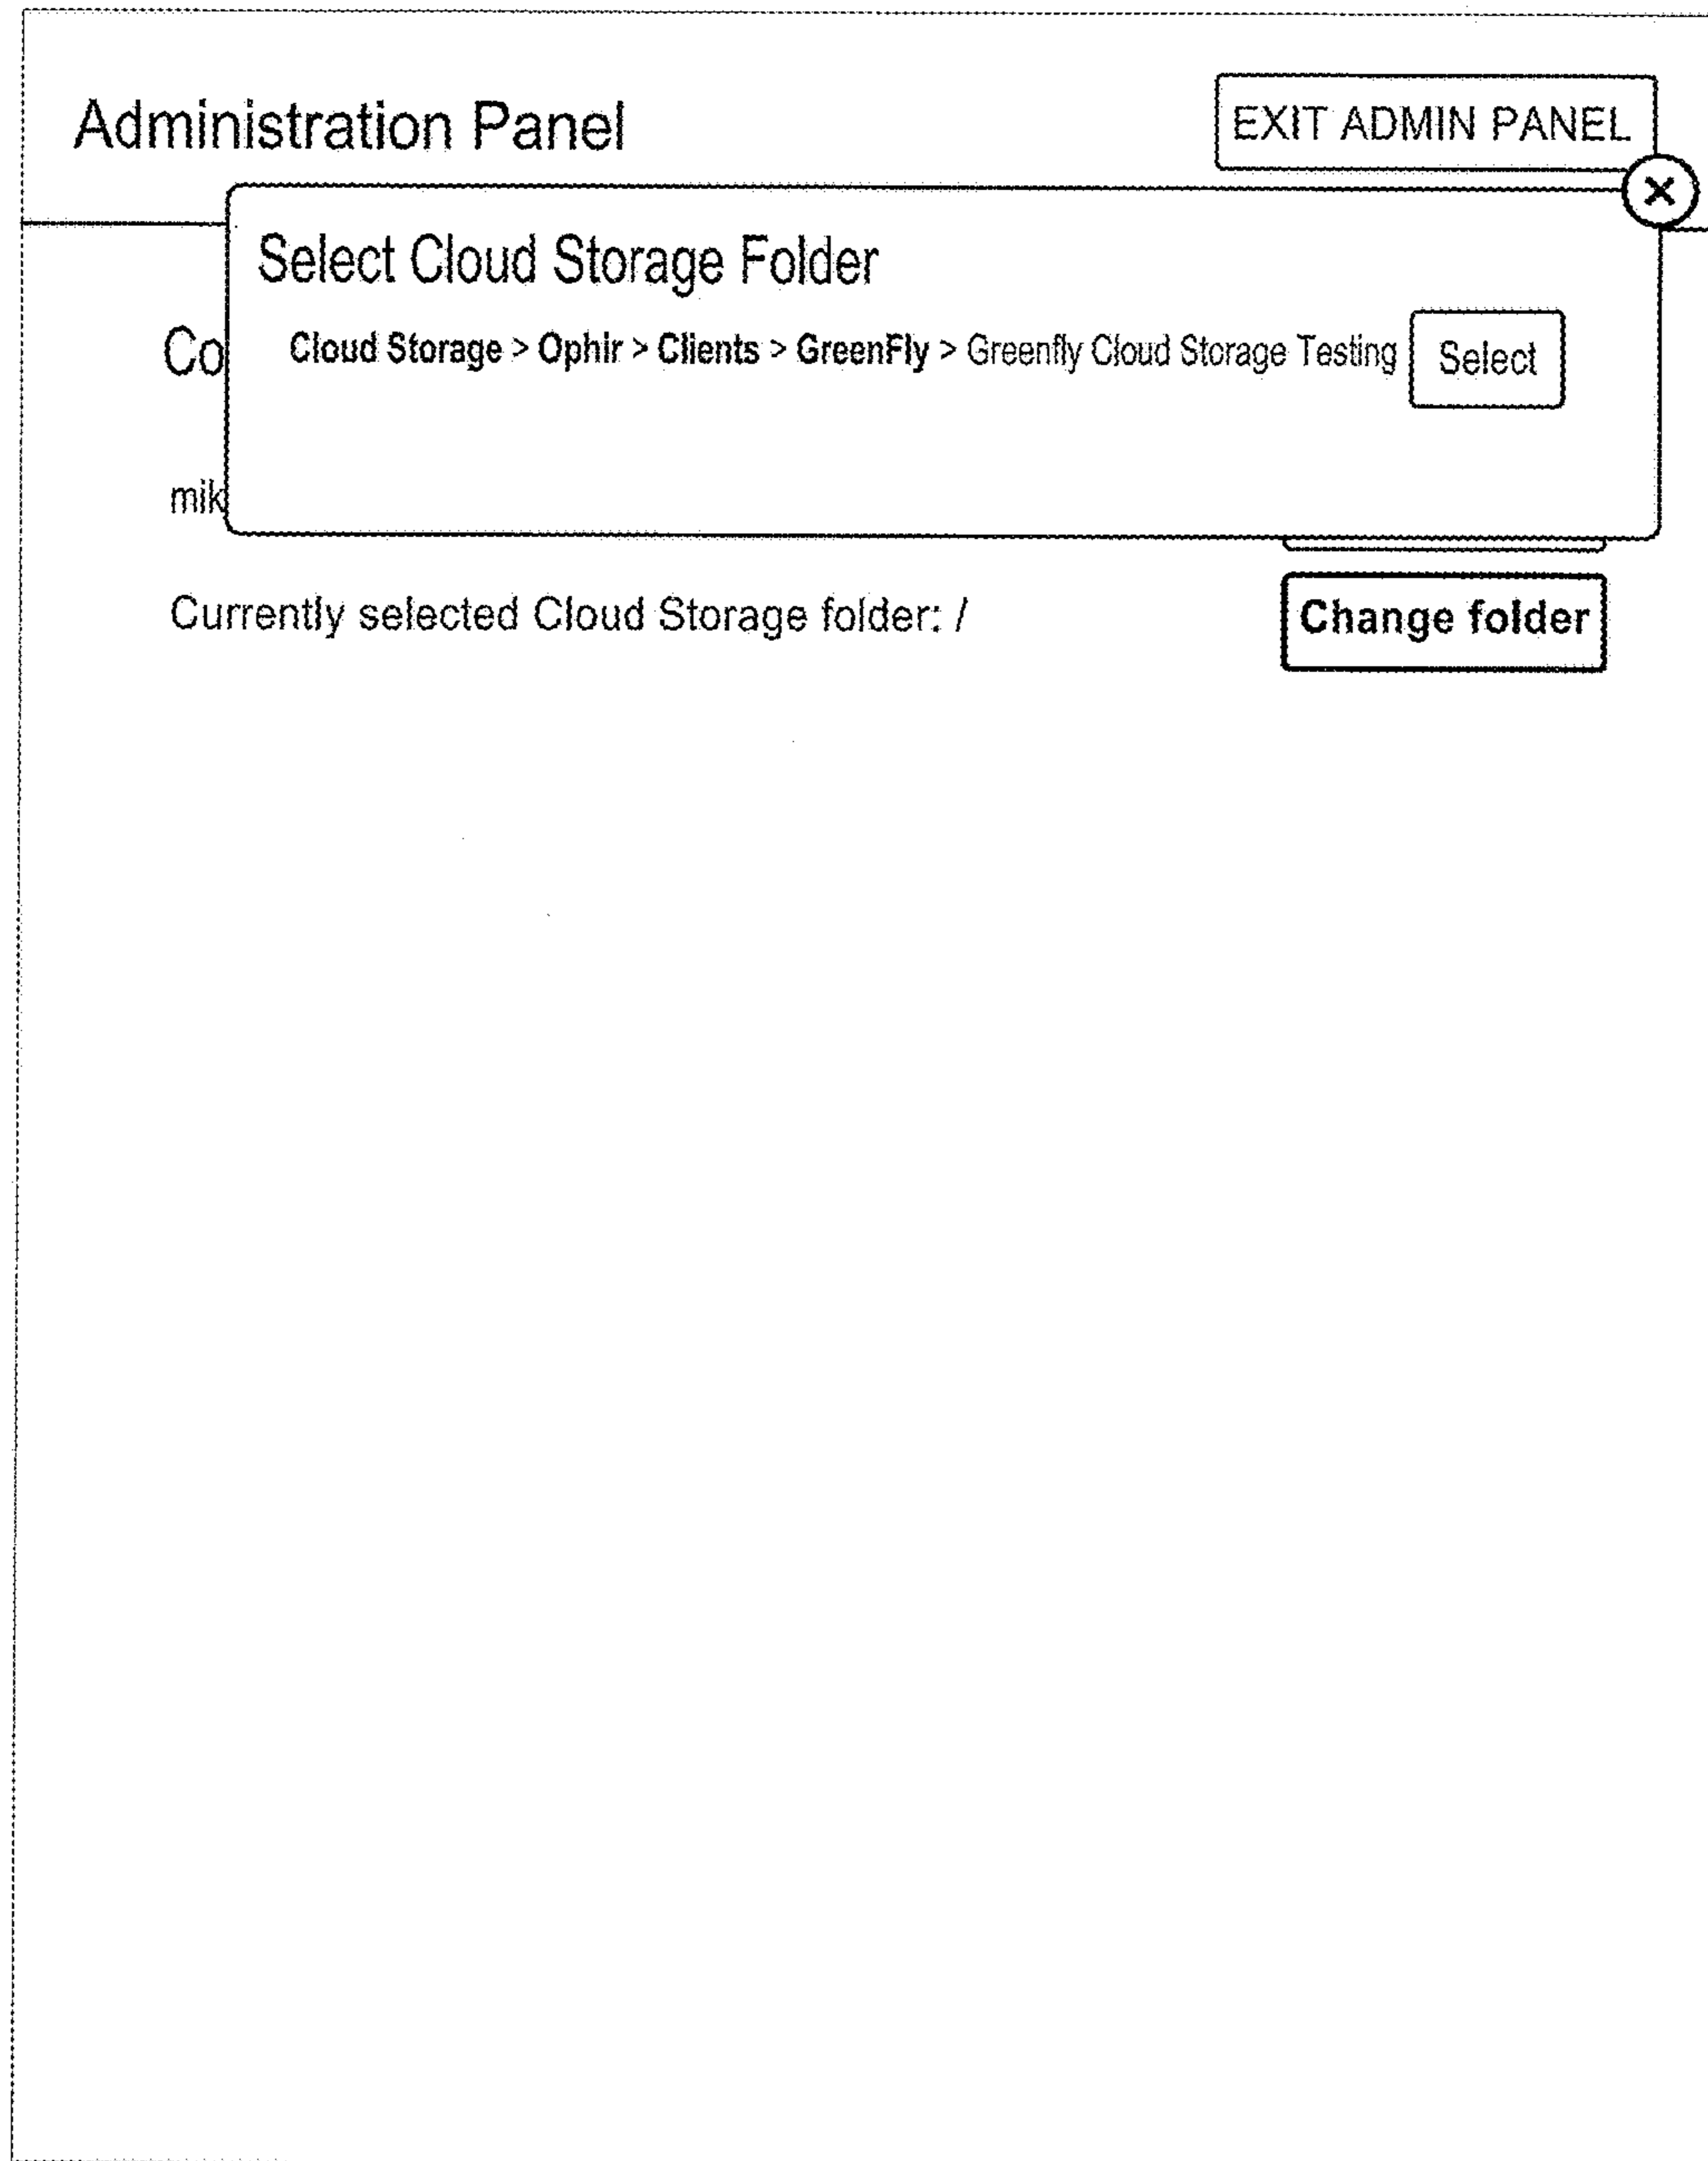 Administration Panel
EXIT ADMIN PANEL
Select Cloud Storage Folder
Co
Cloud Storage > Ophir > Clients > GreenFly > Greenfly Cloud Storage Testing
Select
mik
Currently selected Cloud Storage folder: /
Change folder